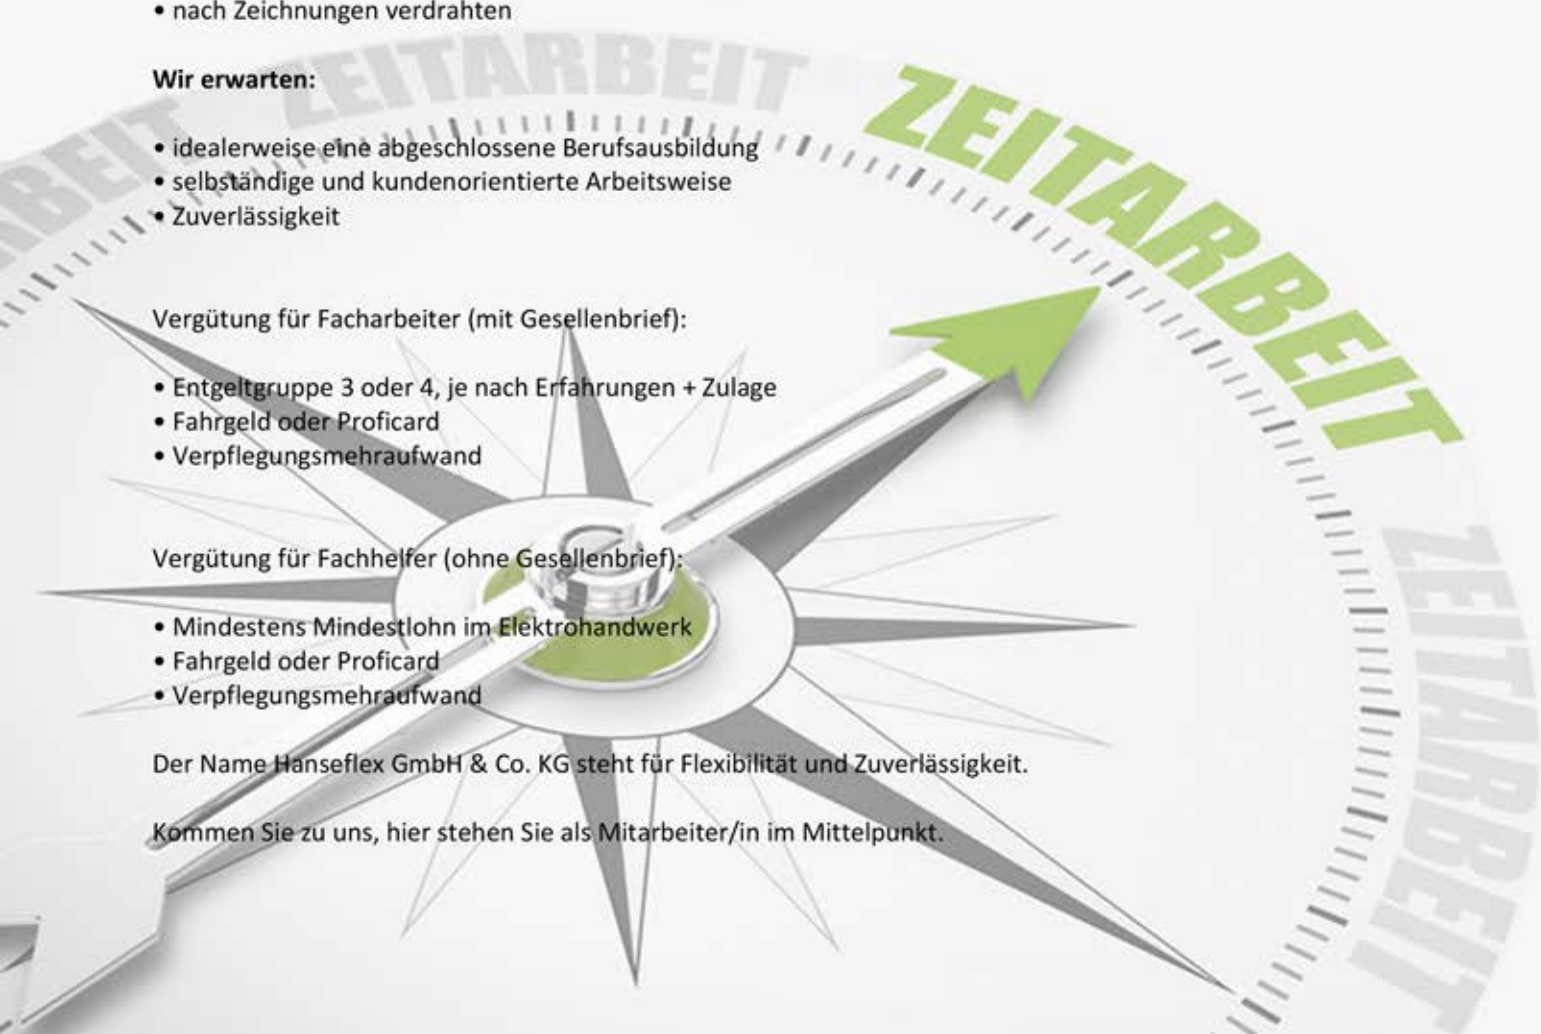 • nach Zeichnungen verdrahten
Wir erwarten:
• idealerweise eine abgeschlossene Berufsausbildung
• selbständige und kundenorientierte Arbeitsweise
• Zuverlässigkeit
Vergütung für Facharbeiter (mit Gesellenbrief):
• Entgeltgruppe 3 oder 4, je nach Erfahrungen + Zulage
• Fahrgeld oder Proficard
• Verpflegungsmehraufwand
Vergütung für Fachhelfer (ohne Gesellenbrief):
• Mindestens Mindestlohn im Elektrohandwerk
• Fahrgeld oder Proficard
• Verpflegungsmehraufwand
Der Name Hanseflex GmbH & Co. KG steht für Flexibilität und Zuverlässigkeit.
Kommen Sie zu uns, hier stehen Sie als Mitarbeiter/in im Mittelpunkt.
RBEIT
ZEITARBEIT
ZEITARBEIT
ZEITARBEIT